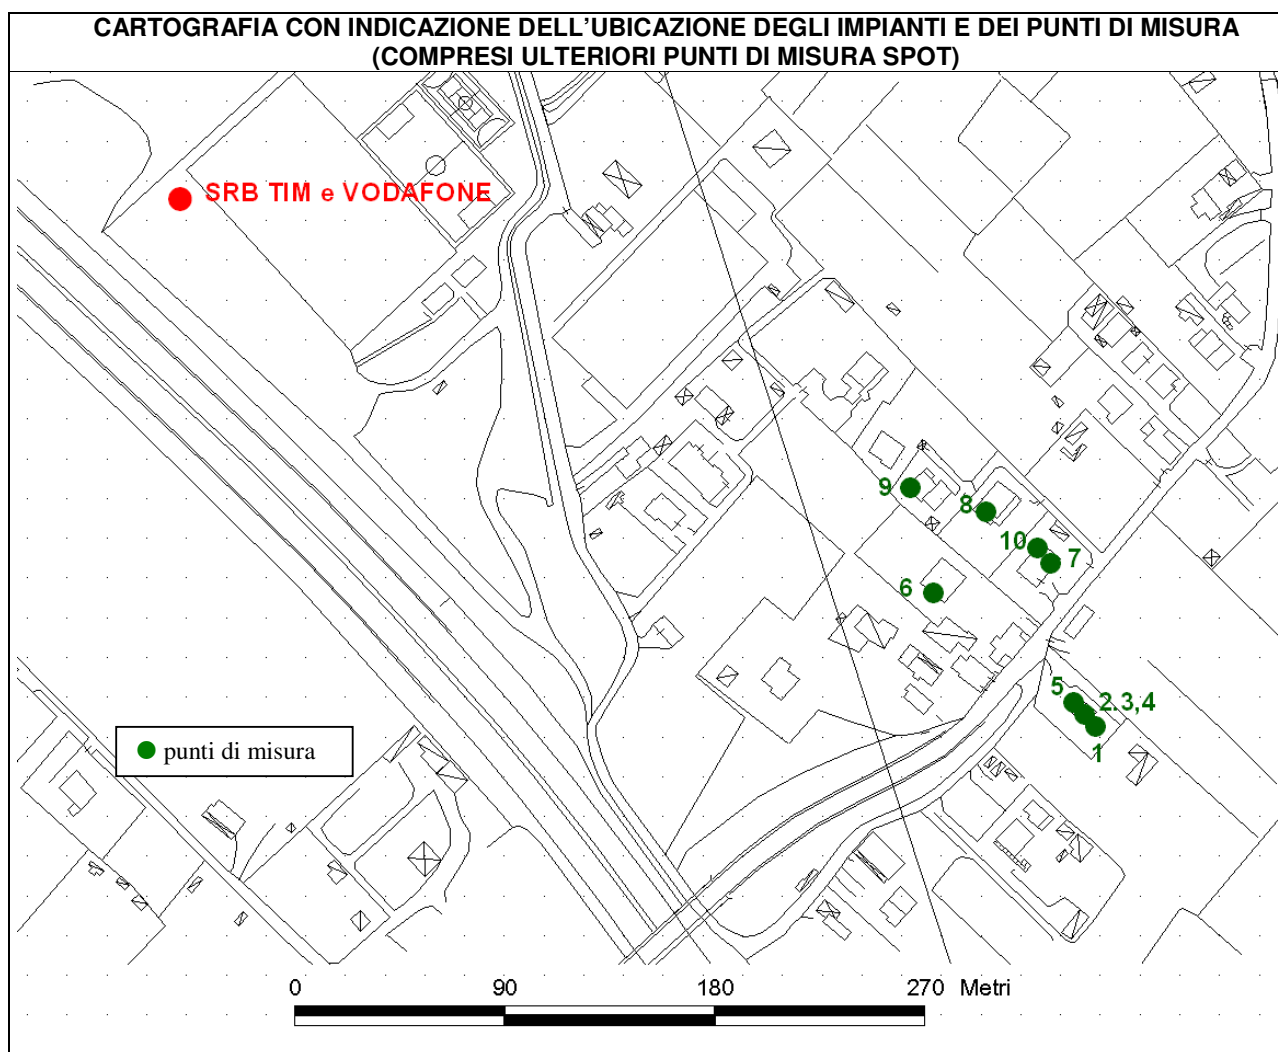 CARTOGRAFIA CON INDICAZIONE DELL'UBICAZIONE DEGLI IMPIANTI E DEI PUNTI DI MISURA
(COMPRESI ULTERIORI PUNTI DI MISURA SPOT)
SRB TIM e VODAFONE
9
8
10
7
6
5
2.3,4
1
punti di misura
0 90 180 270 Metri